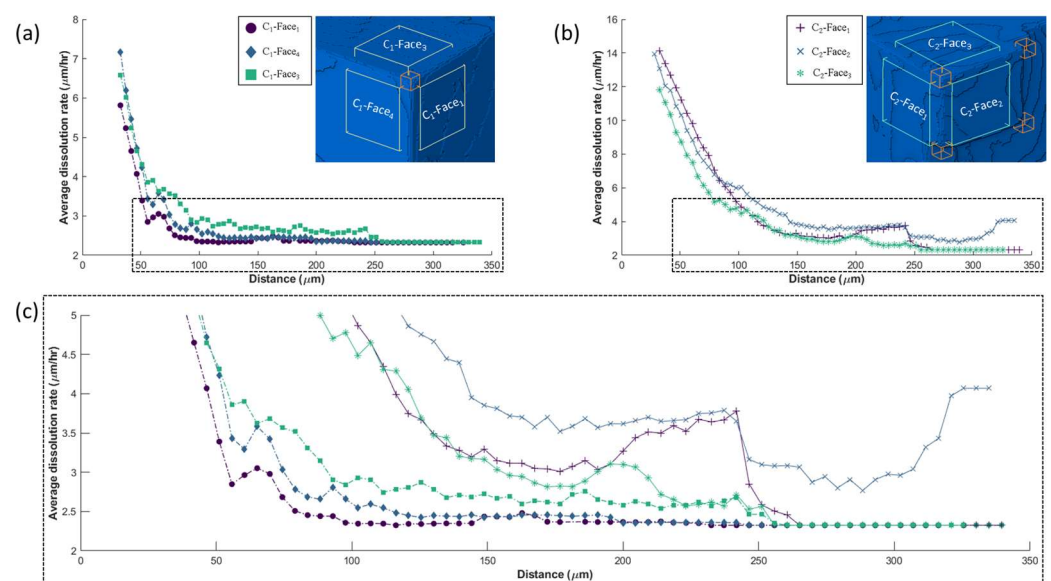 (a)
Average dissolution rate (μm/hr)
8
7
6
5
4
3
2
0
50
100
150
200
250
300
350
Distance (μm)
C₁-Face₁
C₁-Face₄
C₁-Face₃
C₁-Face₃
C₁-Face₄
C₁-Face₁
(b)
Average dissolution rate (μm/hr)
16
14
12
10
8
6
4
2
0
50
100
150
200
250
300
350
Distance (μm)
C₂-Face₁
C₂-Face₂
C₂-Face₃
C₂-Face₃
C₂-Face₁
C₂-Face₂
(c)
Average dissolution rate (μm/hr)
5
4.5
4
3.5
3
2.5
2
0
50
100
150
200
250
300
350
Distance (μm)